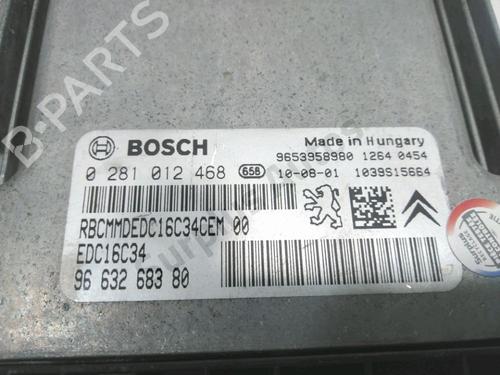 B-PARTS
BOSCH
Made in Hungary
9653958980 1264 0454
0 281 012 468 658 10-08-01 1039S15664
RBCMMDEDC16C34CEM 00
EDC16C34
96 632 683 80